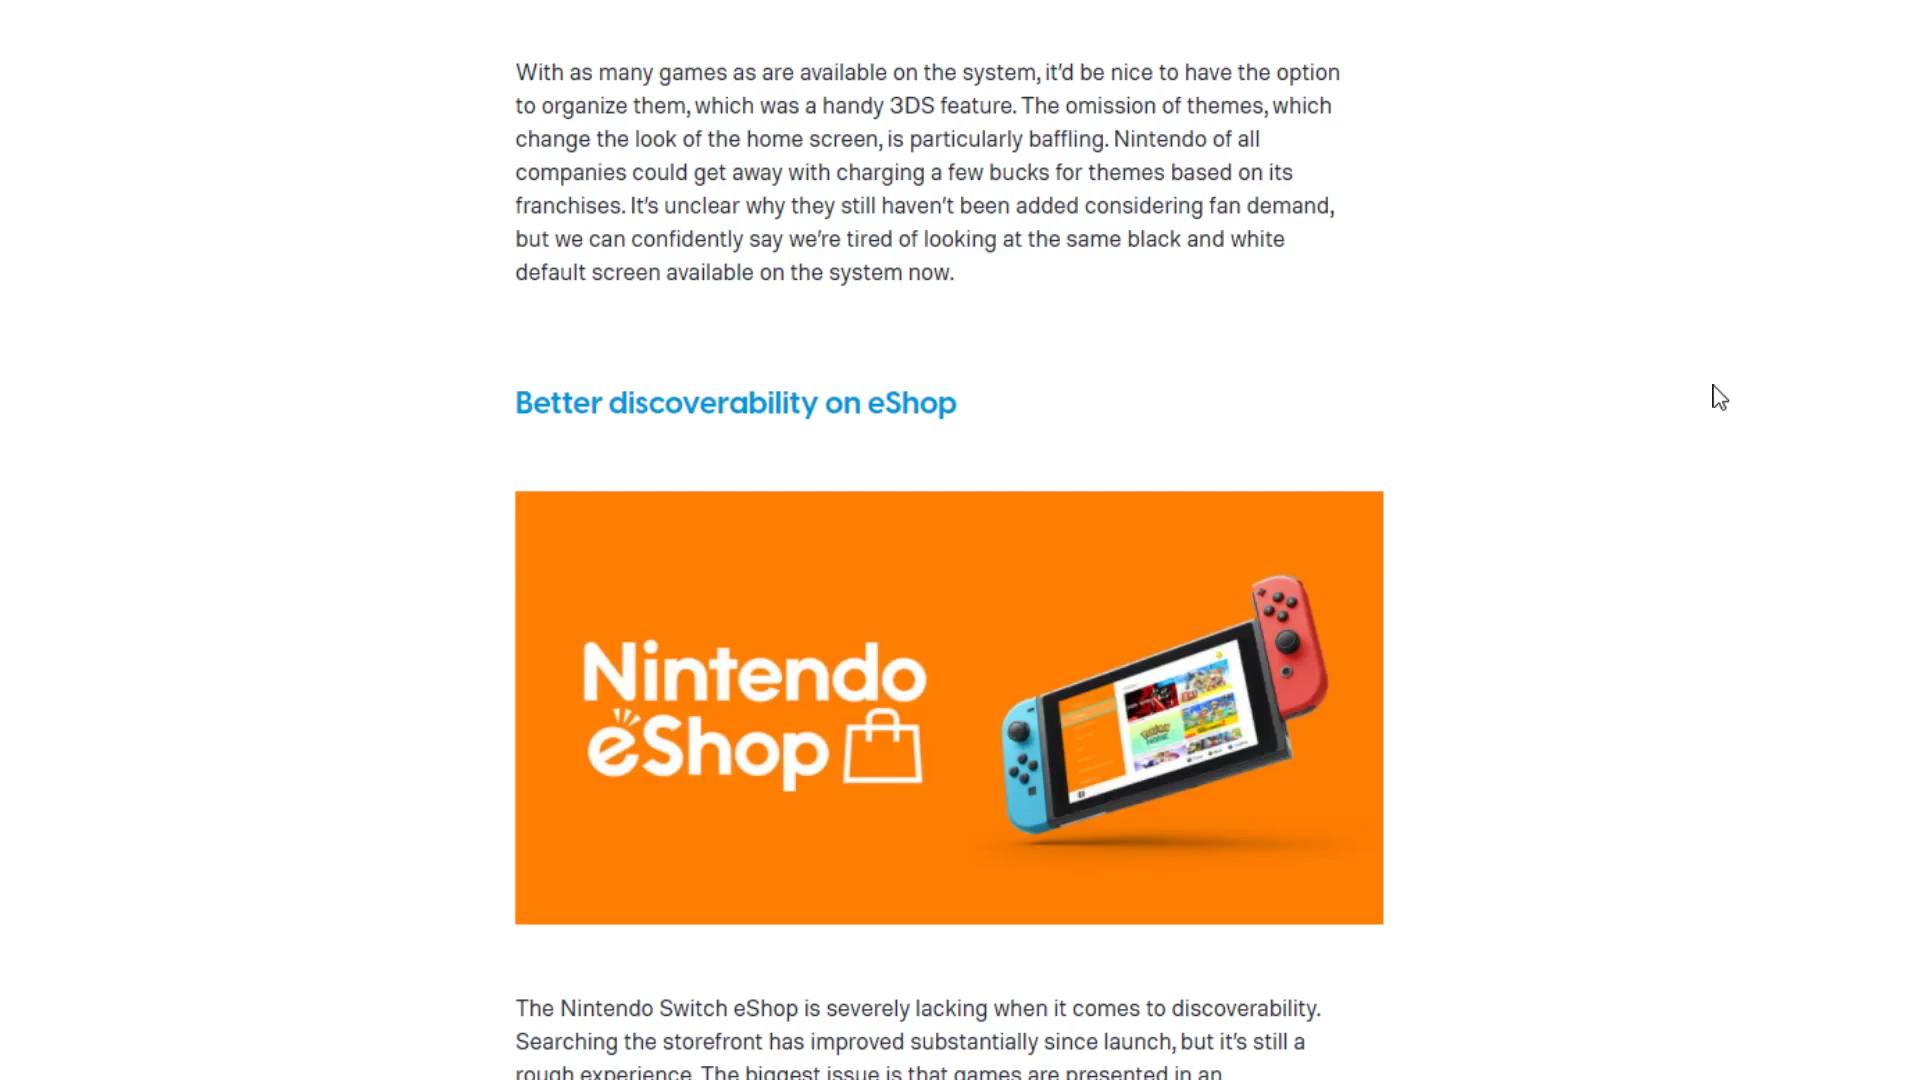 With as many games as are available on the system, it’d be nice to have the option
to organize them, which was a handy 3DS feature. The omission of themes, which
change the look of the home screen, is particularly baffling. Nintendo of all
companies could get away with charging a few bucks for themes based on its
franchises. It’s unclear why they still haven’t been added considering fan demand,
but we can confidently say we’re tired of looking at the same black and white
default screen available on the system now.
Better discoverability on eShop
Nintendo
eShop
The Nintendo Switch eShop is severely lacking when it comes to discoverability.
Searching the storefront has improved substantially since launch, but it’s still a
rough experience. The biggest issue is that games are presented in an